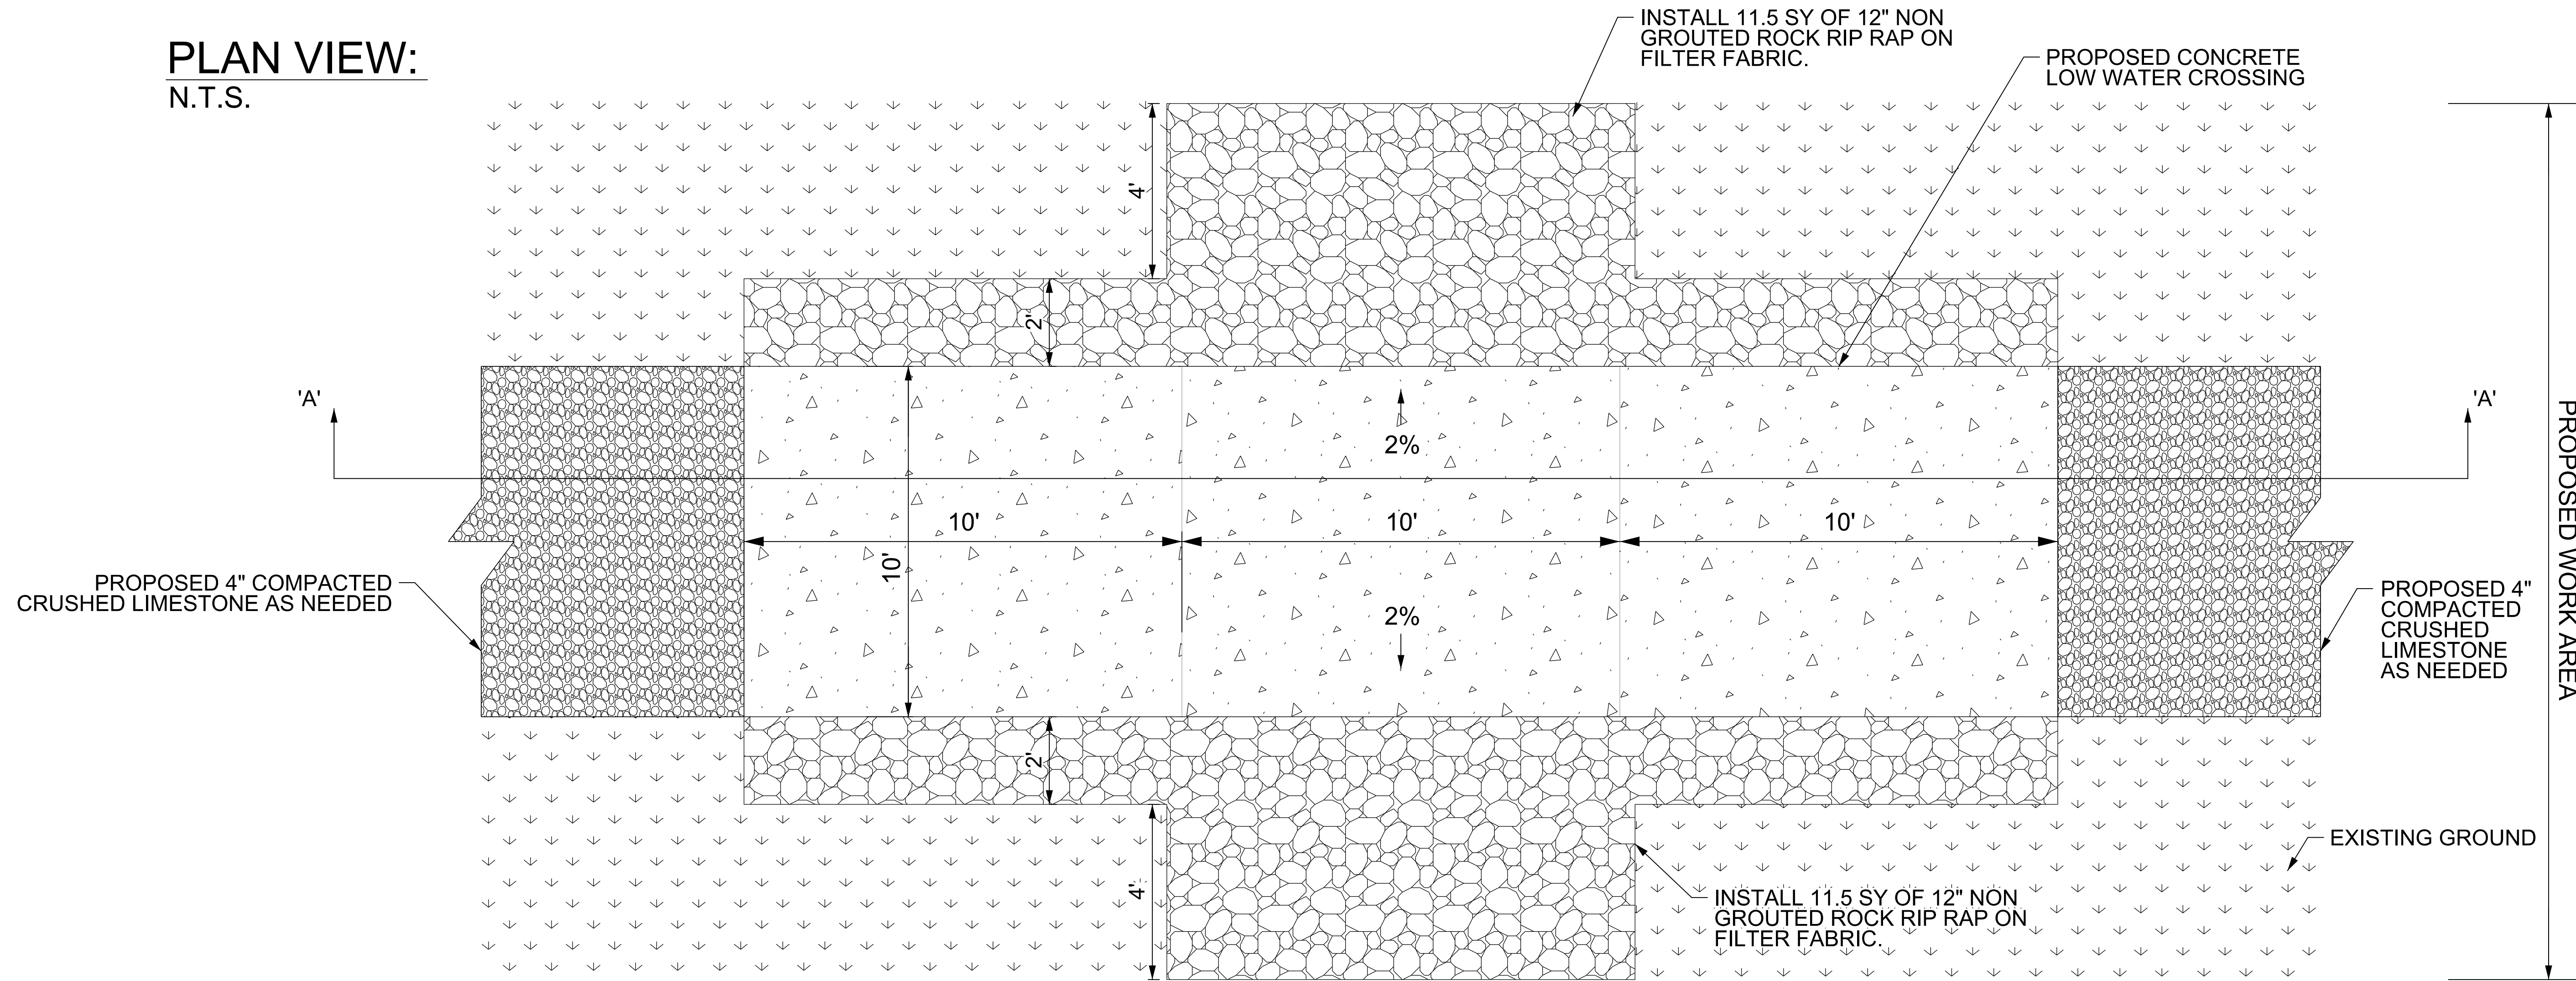 PLAN VIEW:
N.T.S.
INSTALL 11.5 SY OF 12" NON
GROUTED ROCK RIP RAP ON
FILTER FABRIC.
PROPOSED CONCRETE
LOW WATER CROSSING
4'
2'
'A'
'A'
2%
10'
10'
10'
10'
2%
PROPOSED 4" COMPACTED
CRUSHED LIMESTONE AS NEEDED
PROPOSED 4"
COMPACTED
CRUSHED
LIMESTONE
AS NEEDED
PROPOSED WORK AREA
2'
4'
EXISTING GROUND
INSTALL 11.5 SY OF 12" NON
GROUTED ROCK RIP RAP ON
FILTER FABRIC.